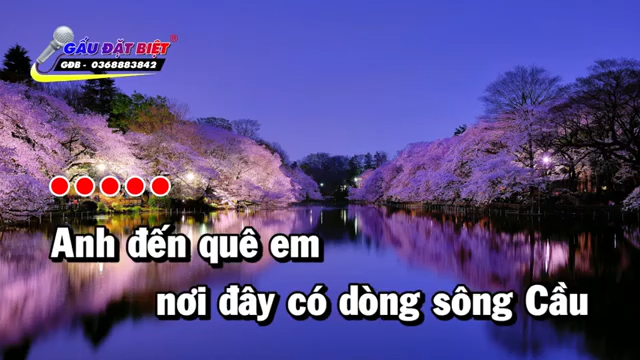 GẤU ĐẶT BIỆT®
GĐB - 0368883842
Anh đến quê em
nơi đây có dòng sông Cầu